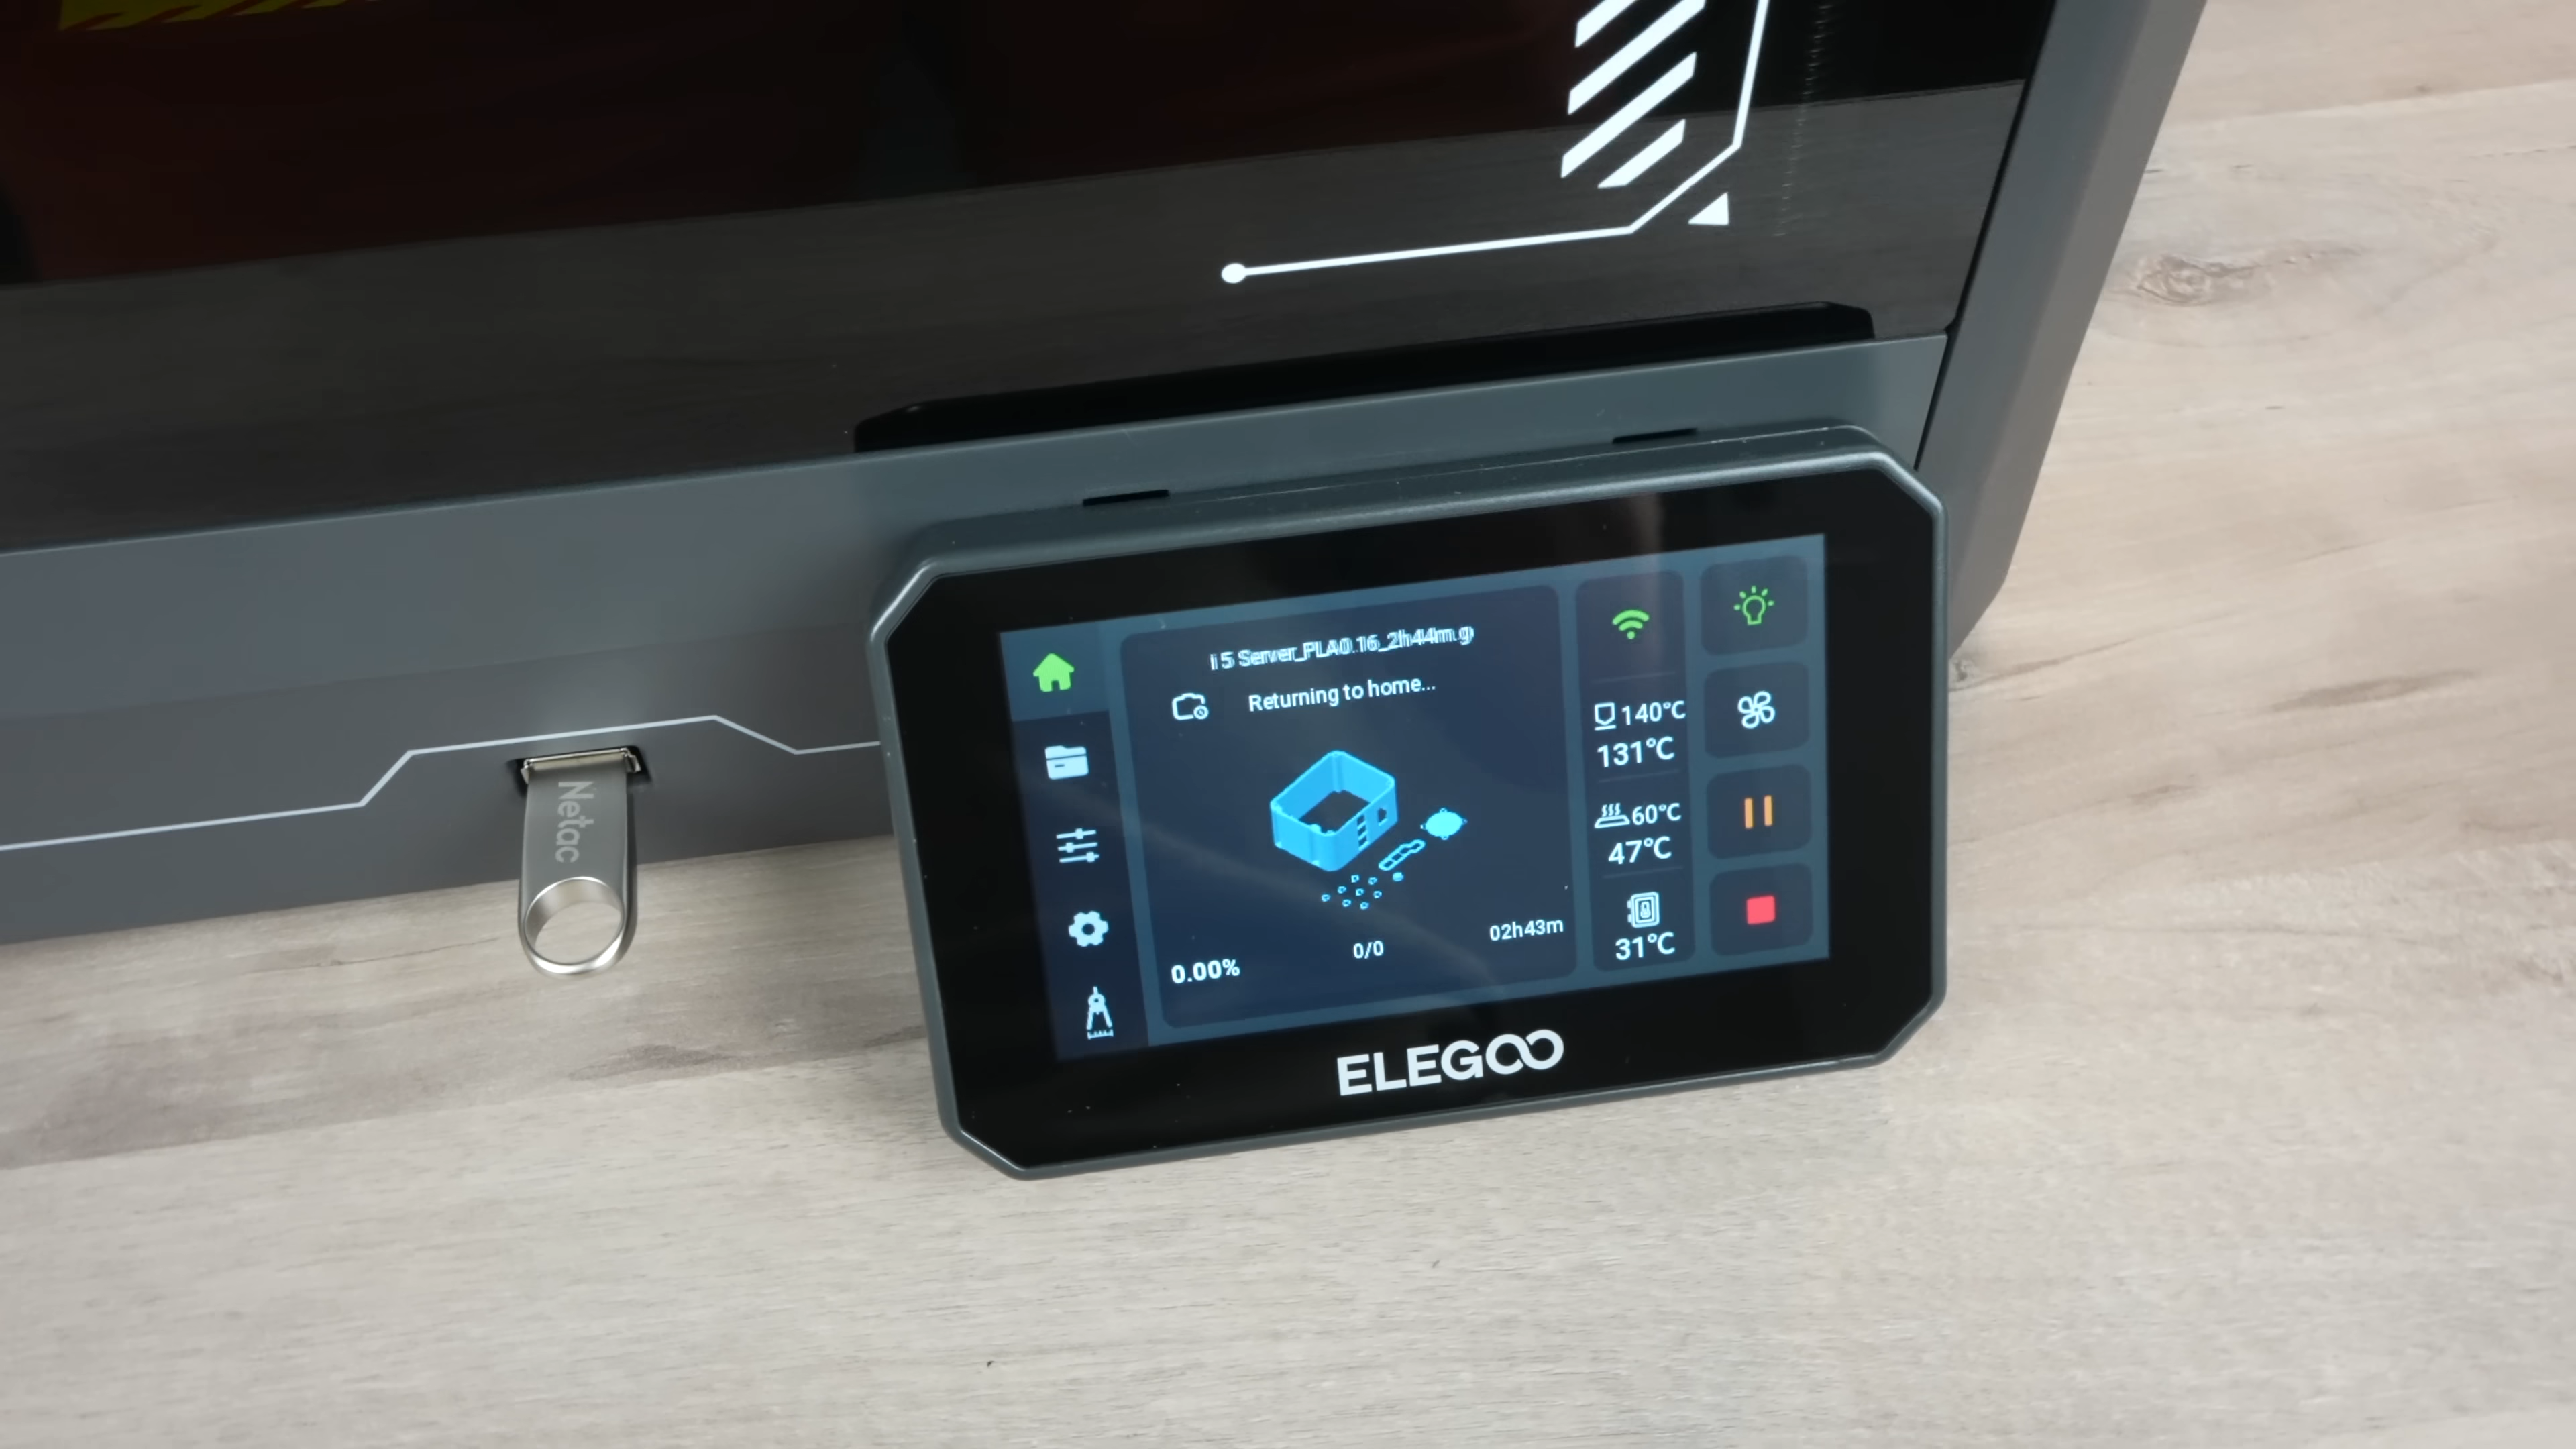 i 5 Server_PLA0.16_2h44m.g
Returning to home...
140°C
131°C
60°C
47°C
31°C
0.00%
0/0
02h43m
ELEGOO
Netac